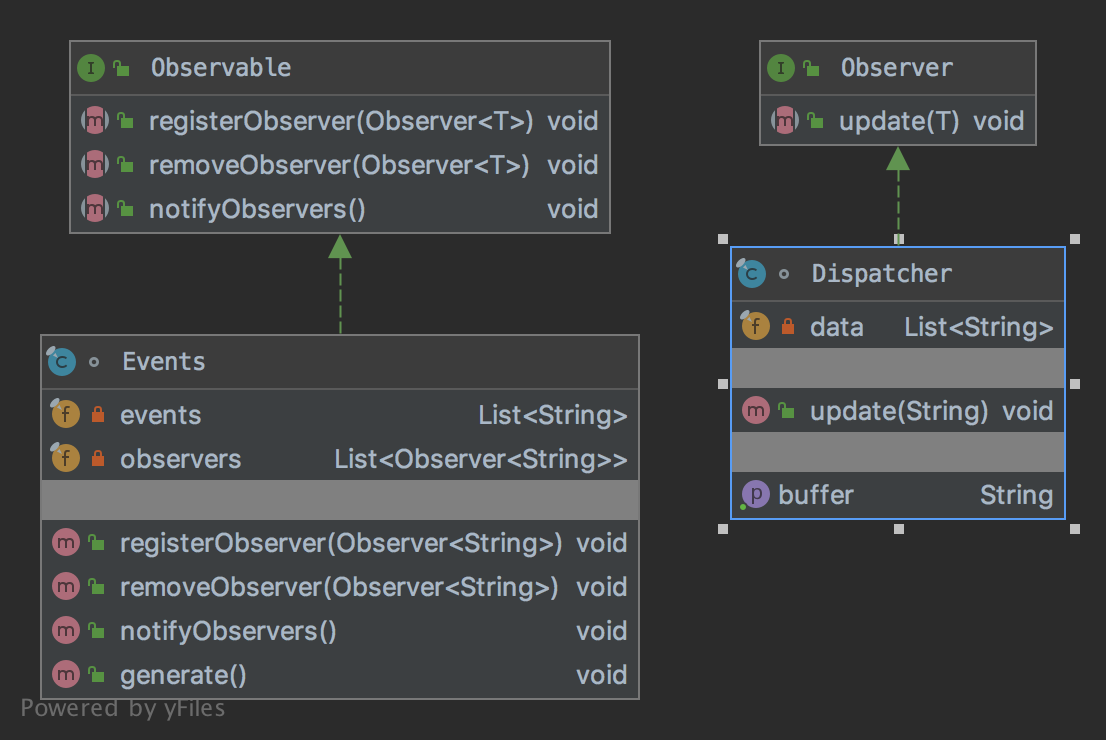 Observable
registerObserver(Observer<T>) void
removeObserver(Observer<T>) void
notifyObservers() void
Observer
update(T) void
Events
events List<String>
observers List<Observer<String>>
registerObserver(Observer<String>) void
removeObserver(Observer<String>) void
notifyObservers() void
generate() void
Dispatcher
data List<String>
update(String) void
buffer String
Powered by yFiles